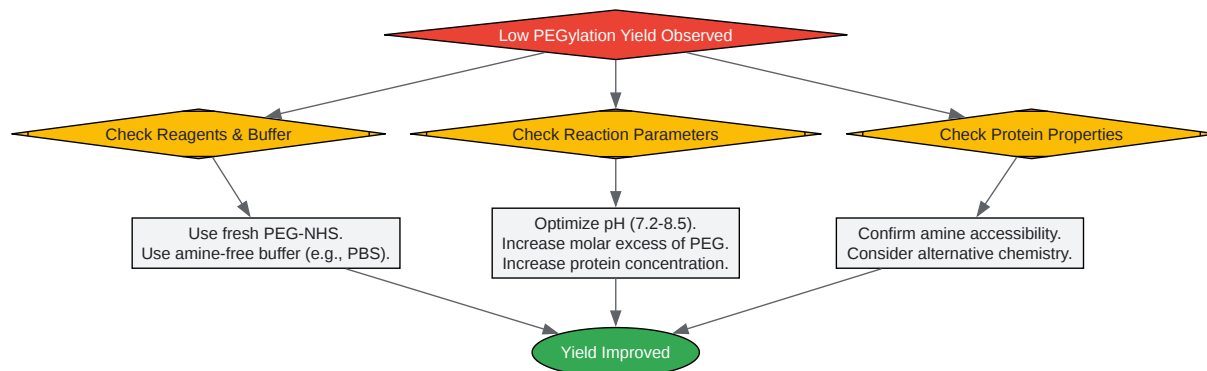 Low PEGylation Yield Observed
Check Reagents & Buffer
Check Reaction Parameters
Check Protein Properties
Use fresh PEG-NHS.
Use amine-free buffer (e.g., PBS).
Optimize pH (7.2-8.5).
Increase molar excess of PEG.
Increase protein concentration.
Confirm amine accessibility.
Consider alternative chemistry.
Yield Improved